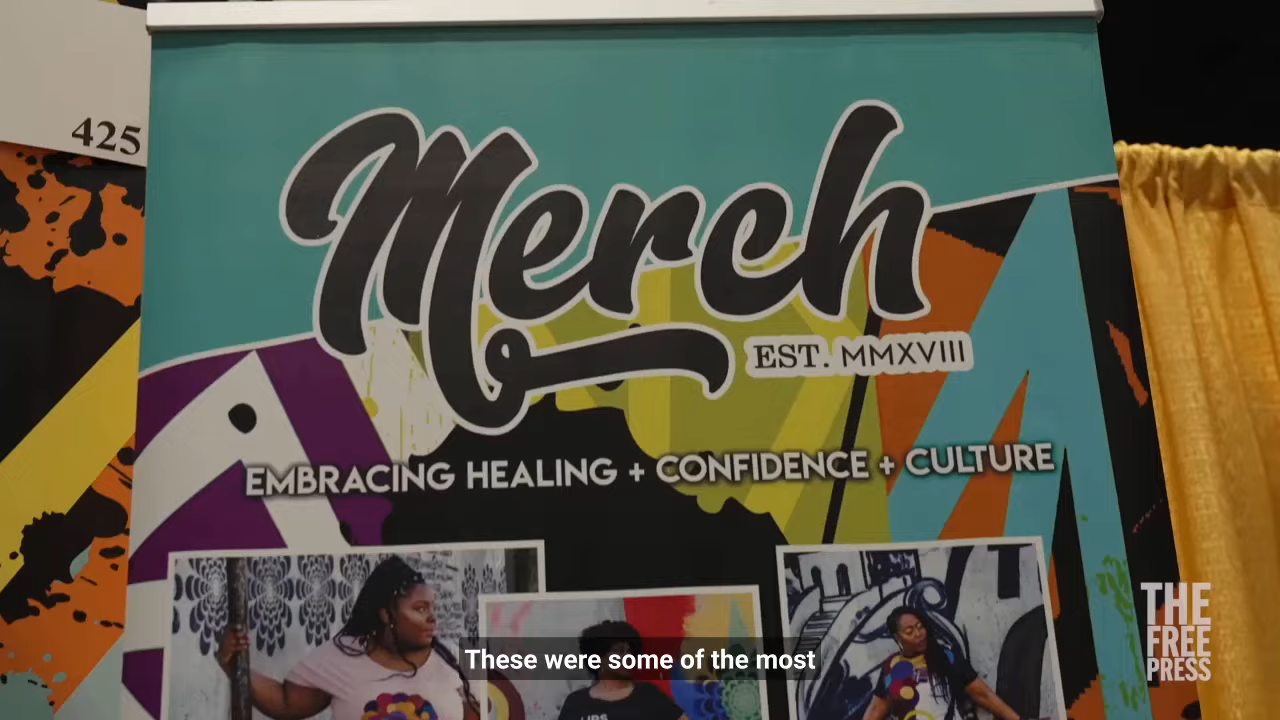 425
Merch
EST. MMXVIII
EMBRACING HEALING + CONFIDENCE + CULTURE
These were some of the most
THE
FREE
PRESS